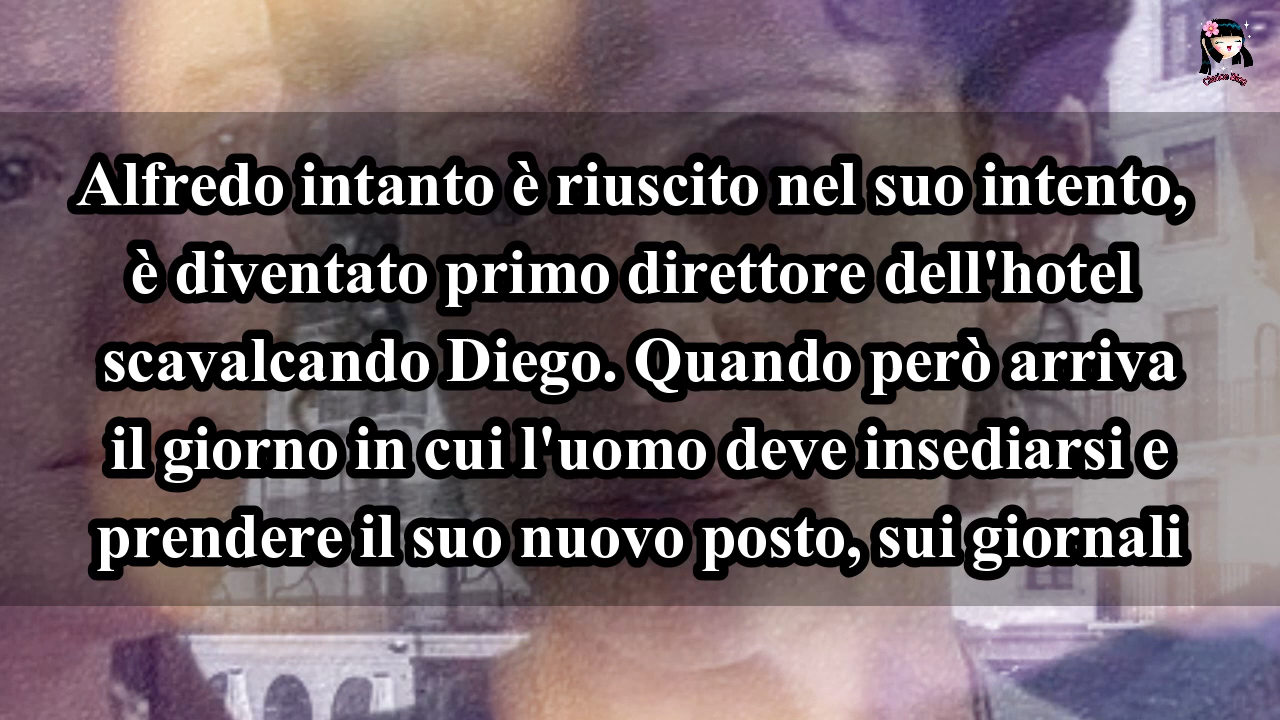 Alfredo intanto è riuscito nel suo intento,
è diventato primo direttore dell'hotel
scavalcando Diego. Quando però arriva
il giorno in cui l'uomo deve insediarsi e
prendere il suo nuovo posto, sui giornali